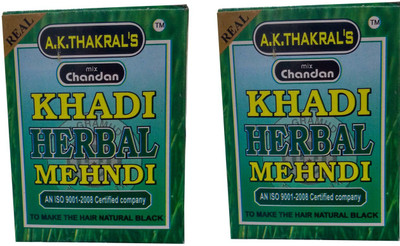 REAL
TM
A.K.THAKRAL'S
mix
Chandan
KHADI
HERBAL
MEHNDI
AN ISO 9001-2008 Certified company
TO MAKE THE HAIR NATURAL BLACK
REAL
TM
A.K.THAKRAL'S
mix
Chandan
KHADI
HERBAL
MEHNDI
AN ISO 9001-2008 Certified company
TO MAKE THE HAIR NATURAL BLACK